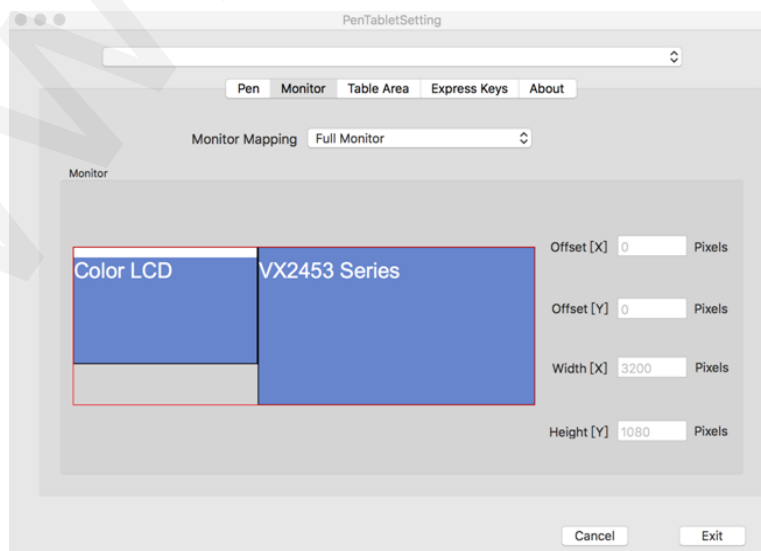 PenTabletSetting
Pen Monitor Table Area Express Keys About
Monitor Mapping Full Monitor
Monitor
Color LCD VX2453 Series
Offset [X] 0 Pixels
Offset [Y] 0 Pixels
Width [X] 3200 Pixels
Height [Y] 1080 Pixels
Cancel Exit